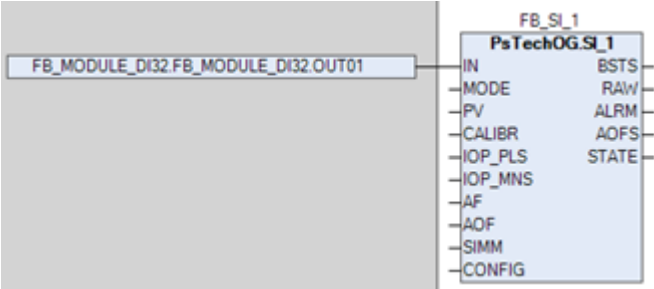 FB_SI_1
PsTechOG.SI_1
FB_MODULE_DI32.FB_MODULE_DI32.OUT01
IN BSTS
MODE RAW
PV ALRM
CALIBR AOFS
IOP_PLS STATE
IOP_MNS
AF
AOF
SIMM
CONFIG